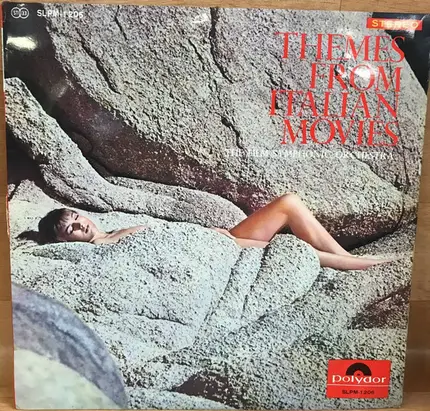 SLPM-1206
STEREO
THEMES
FROM
ITALIAN
MOVIES
THE FILM SYMPHONIC ORCHESTRA
Polydor
SLPM-1206